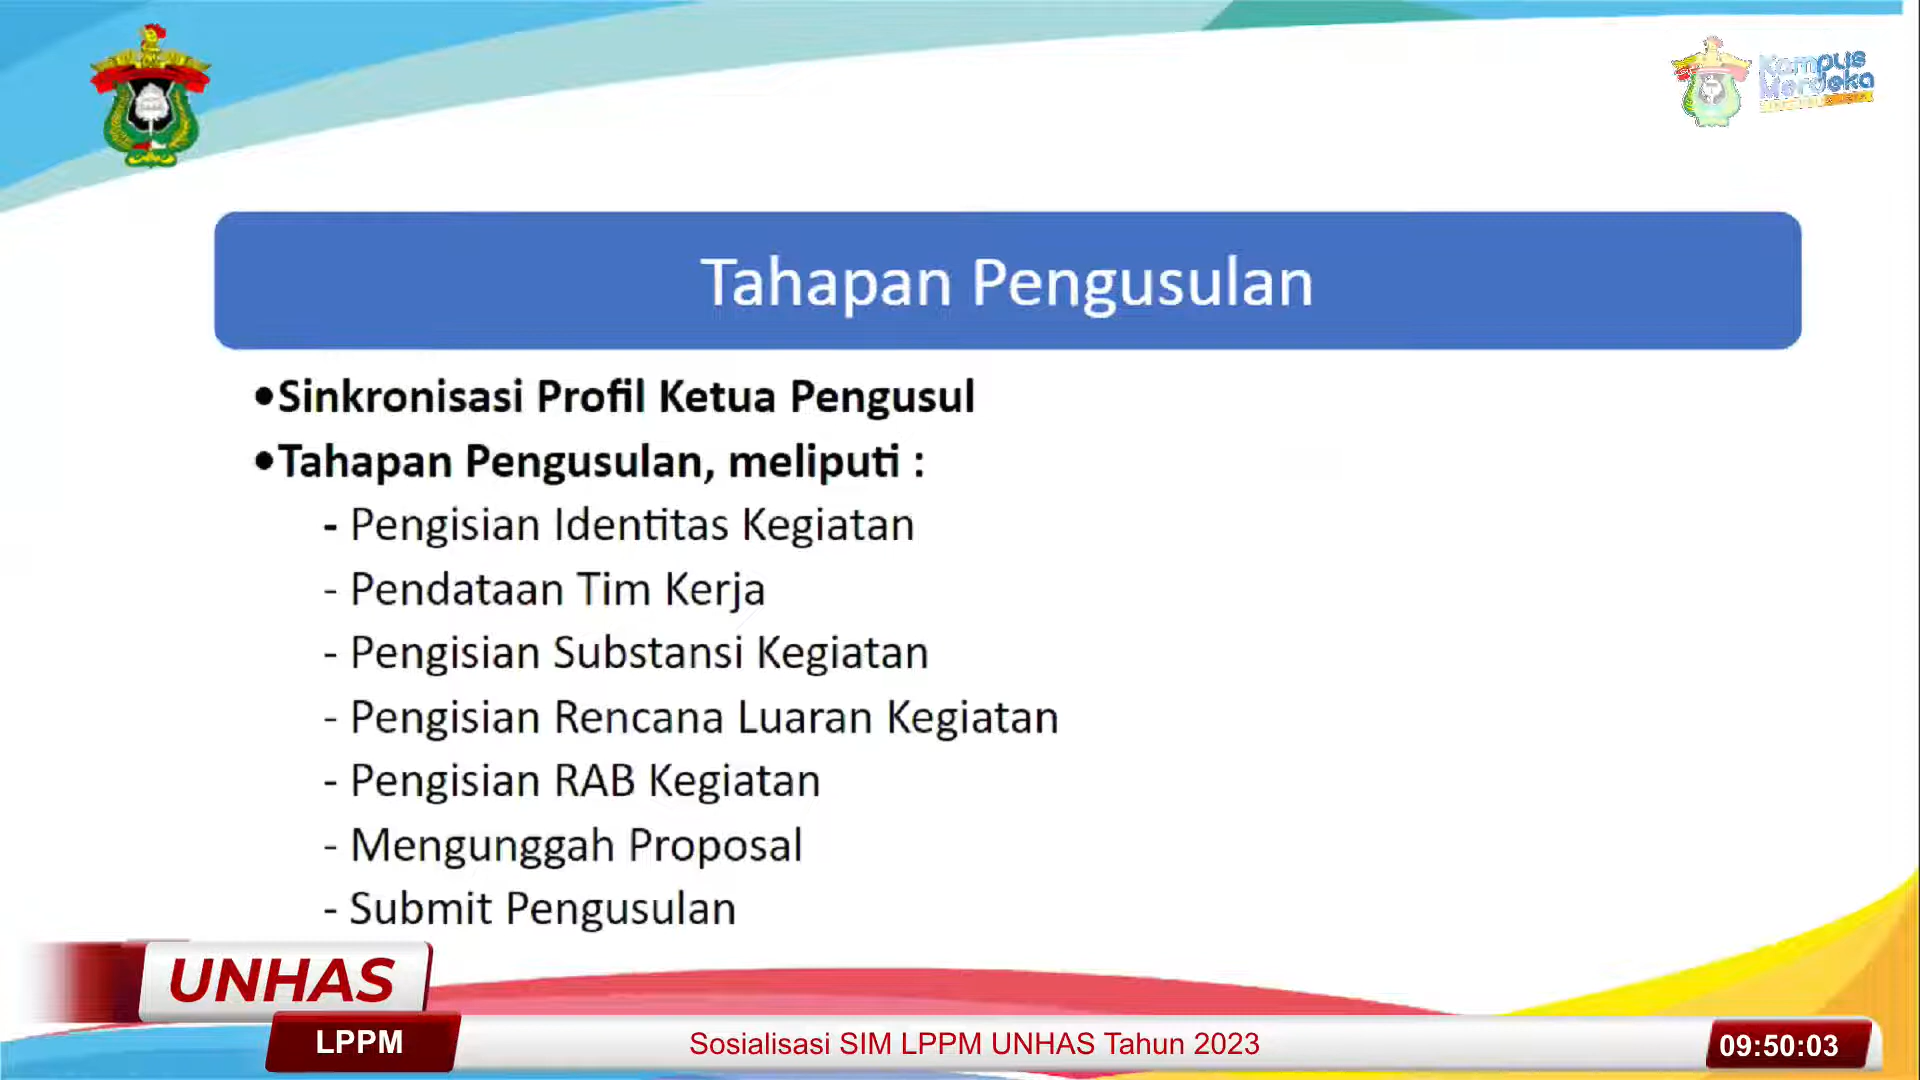 Kampus
Merdeka
Tahapan Pengusulan
•Sinkronisasi Profil Ketua Pengusul
•Tahapan Pengusulan, meliputi :
- Pengisian Identitas Kegiatan
- Pendataan Tim Kerja
- Pengisian Substansi Kegiatan
- Pengisian Rencana Luaran Kegiatan
- Pengisian RAB Kegiatan
- Mengunggah Proposal
- Submit Pengusulan
UNHAS
LPPM
Sosialisasi SIM LPPM UNHAS Tahun 2023
09:50:03